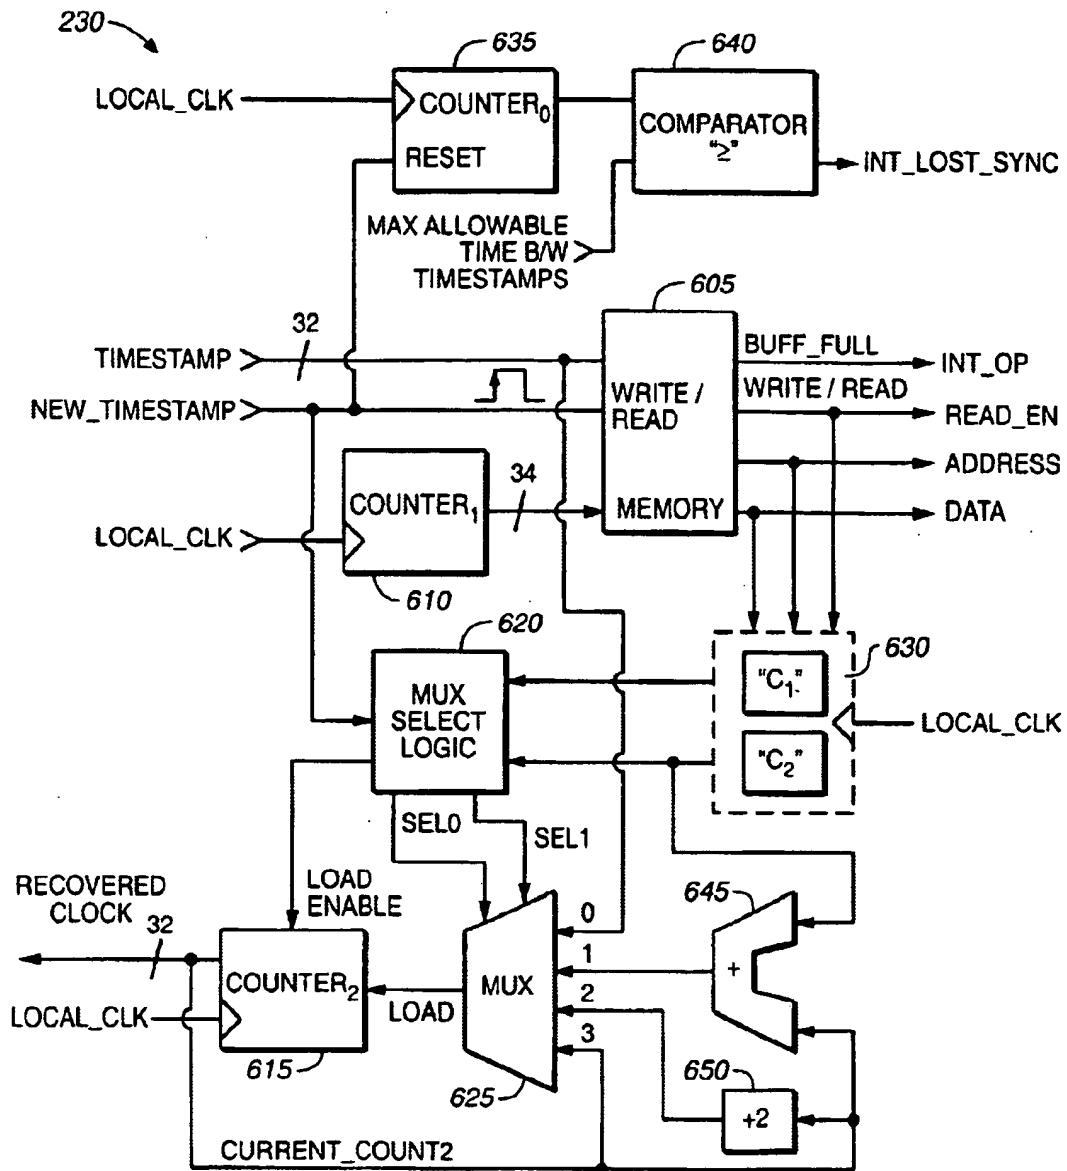 230
635
640
LOCAL_CLK
COUNTER0
RESET
COMPARATOR
"≥"
INT_LOST_SYNC
MAX ALLOWABLE
TIME B/W
TIMESTAMPS
605
TIMESTAMP
32
BUFF_FULL
INT_OP
NEW_TIMESTAMP
WRITE /
READ
WRITE / READ
READ_EN
ADDRESS
COUNTER1
34
MEMORY
DATA
LOCAL_CLK
610
620
630
MUX
SELECT
LOGIC
"C1"
"C2"
LOCAL_CLK
SEL0
SEL1
LOAD
ENABLE
RECOVERED
CLOCK
32
645
0
1
2
3
+
MUX
COUNTER2
LOAD
LOCAL_CLK
615
625
650
+2
CURRENT_COUNT2